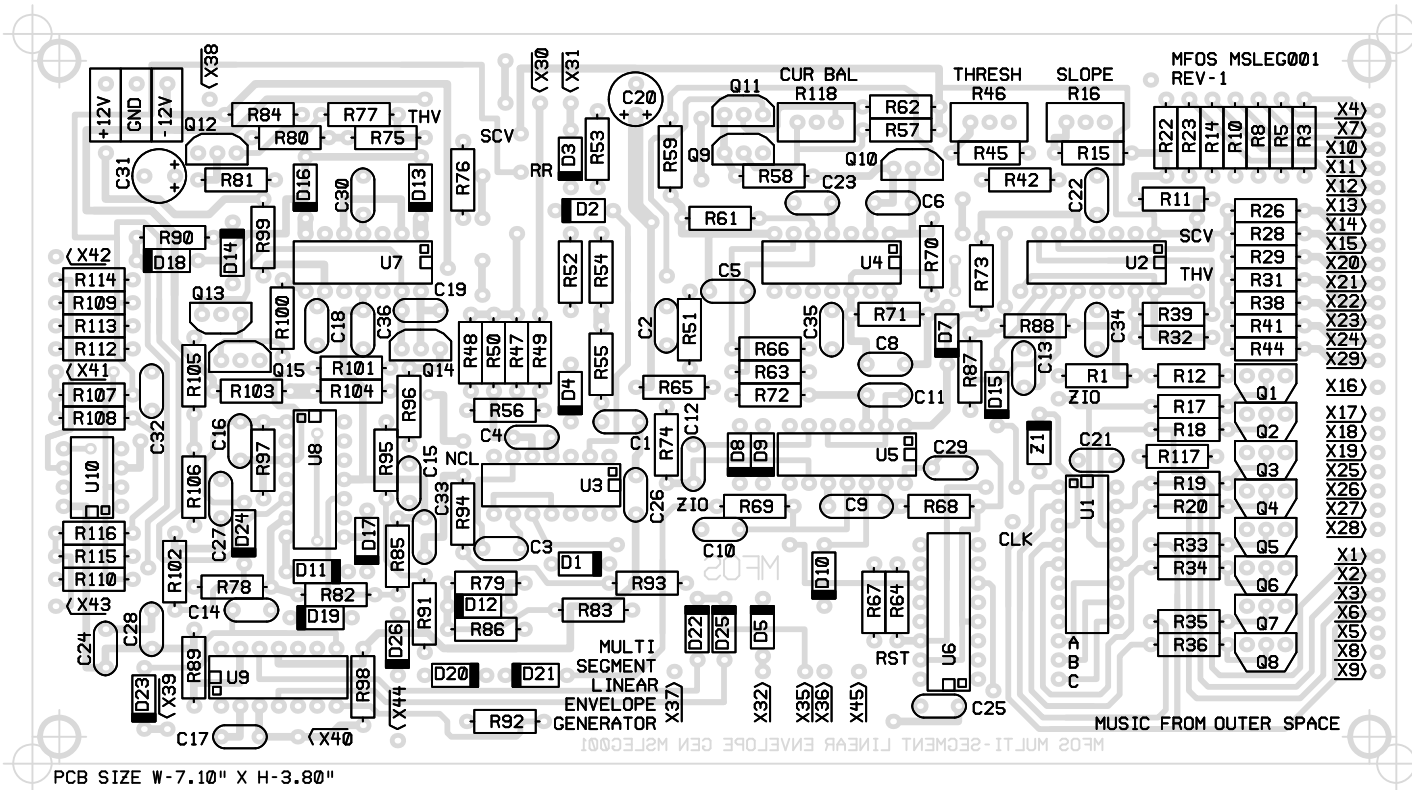 MFOS MSLEG001
REV-1
CUR BAL
THRESH
SLOPE
X38
X30
X31
+12V
GND
-12V
R84
R77
THV
Q12
R80
R75
SCV
C20
Q11
R118
R62
R46
R16
R57
X4
X7
X10
X11
X12
X13
X14
X15
X20
X21
X22
X23
X24
X29
X16
X17
X18
X19
X25
X26
X27
X28
X1
X2
X3
X6
X5
X8
X9
R22
R23
R14
R10
R8
R5
R3
C31
R81
D16
C30
D13
R76
RR
D3
R53
R59
Q9
R58
Q10
R45
R15
R42
C22
R11
C23
C6
D2
R61
R26
R28
R29
R31
R38
R41
R44
SCV
THV
R90
D18
D14
R99
U7
R52
R54
C5
U4
R70
R73
U2
X42
R114
R109
R113
R112
X41
R107
R108
Q13
R100
C18
C36
C19
Q14
R48
R50
R47
R49
R55
C2
R51
C35
R71
D7
R88
C34
R39
R32
R66
R63
R72
C8
C11
R87
D15
C13
R1
ZIO
R12
Q1
R105
Q15
R103
R101
R104
R96
R56
D4
R65
C4
C1
R74
C12
D8
D9
U5
C29
Z1
C21
R17
R18
Q2
R117
Q3
C32
C16
R97
U8
R95
C15
NCL
U3
C26
ZIO
R69
C9
R68
U1
R19
R20
Q4
U10
R106
C27
D24
D17
R85
C33
R94
C3
C10
CLK
R33
R34
Q5
Q6
R116
R115
R110
X43
R102
R78
C14
D11
R82
D19
R91
R79
D12
R86
D1
R93
R83
MFOS
D10
R67
R64
RST
U6
R35
R36
Q7
Q8
A
B
C
C24
C28
R89
U9
R98
D26
D20
D21
D22
D25
D5
MULTI
SEGMENT
LINEAR
ENVELOPE
GENERATOR
D23
X39
X44
R92
X37
X32
X35
X36
X45
C25
C17
X40
MUSIC FROM OUTER SPACE
MFOS MULTI-SEGMENT LINEAR ENVELOPE GEN MSLEG001
PCB SIZE W-7.10" X H-3.80"